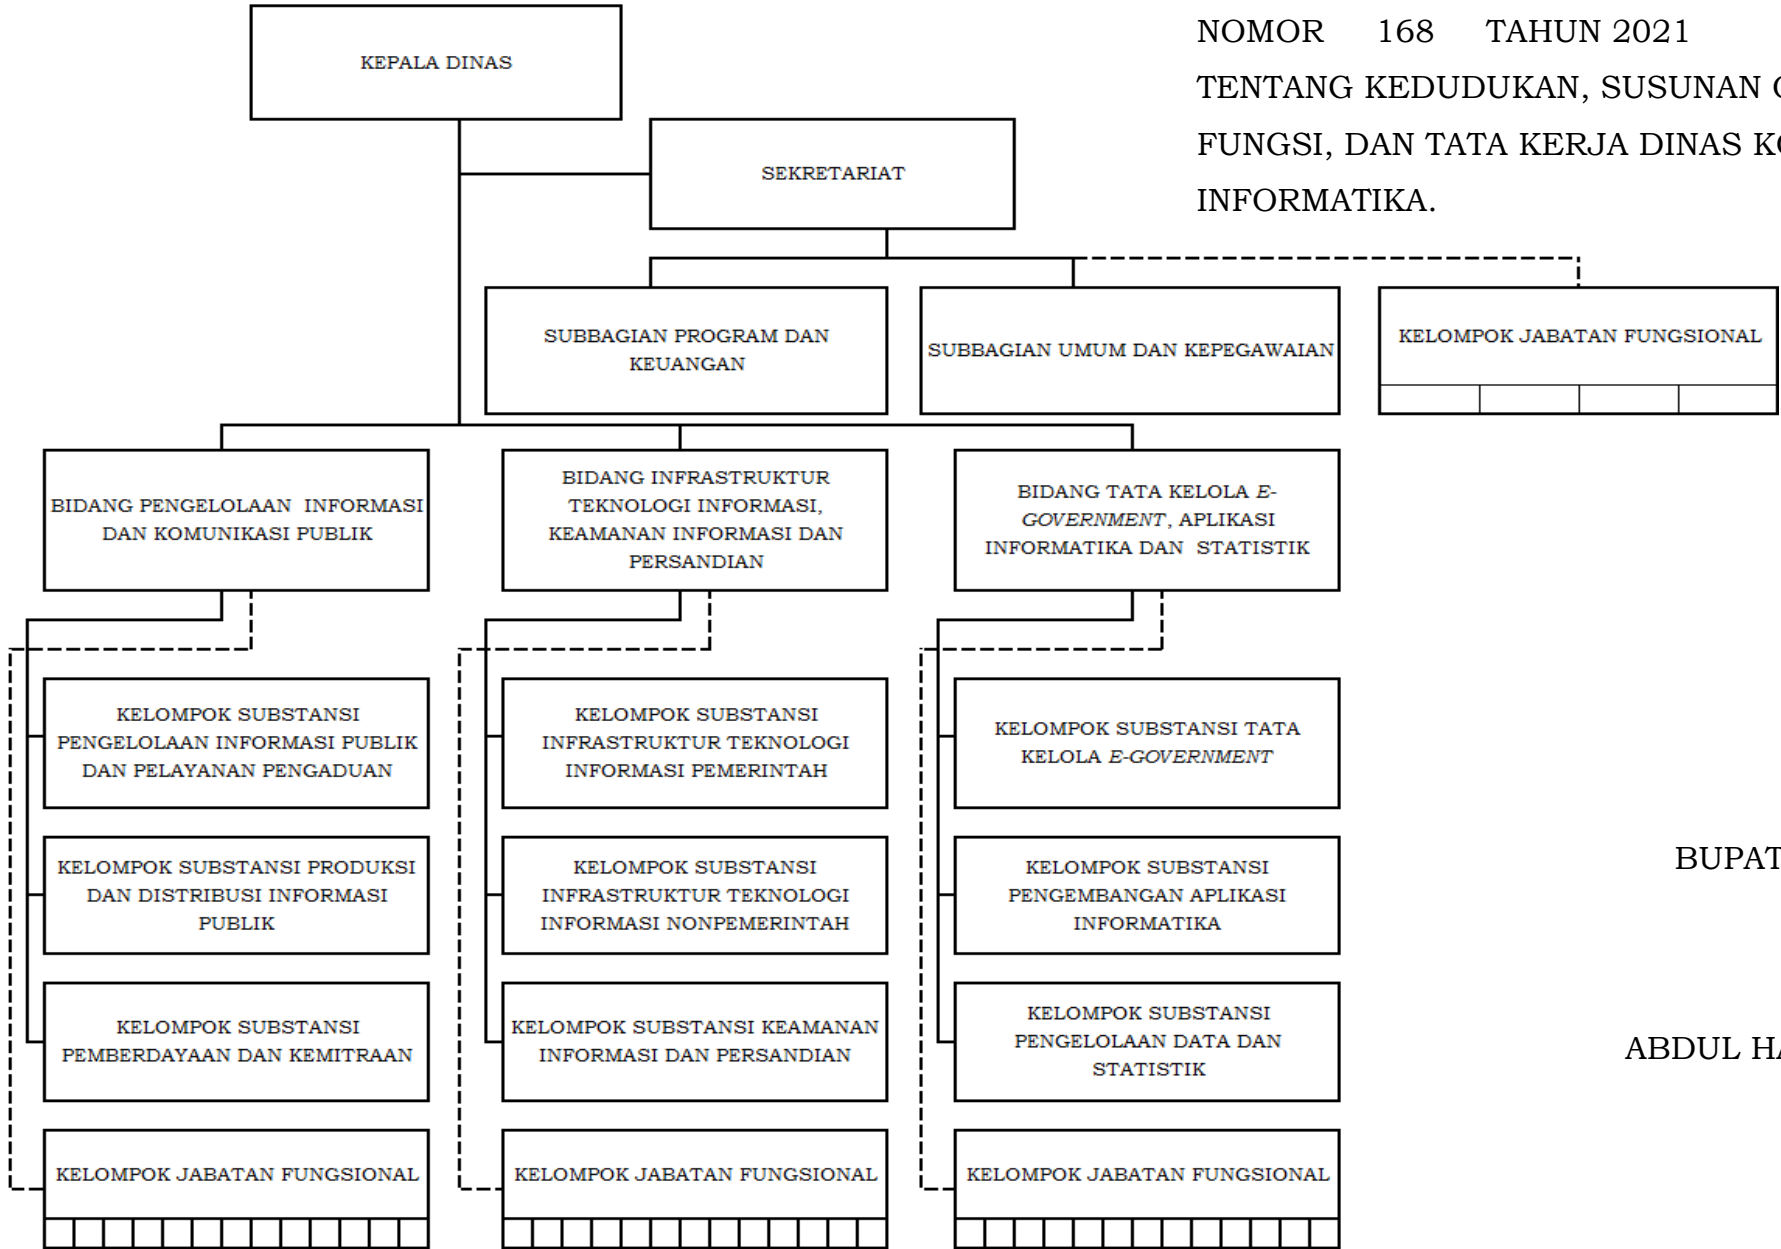 KEPALA DINAS
NOMOR 168 TAHUN 2021
TENTANG KEDUDUKAN, SUSUNAN
FUNGSI, DAN TATA KERJA DINAS
INFORMATIKA.
SEKRETARIAT
SUBBAGIAN PROGRAM DAN
KEUANGAN
SUBBAGIAN UMUM DAN KEPEGAWAIAN
KELOMPOK JABATAN FUNGSIONAL
BIDANG PENGELOLAAN INFORMASI
DAN KOMUNIKASI PUBLIK
BIDANG INFRASTRUKTUR
TEKNOLOGI INFORMASI,
KEAMANAN INFORMASI DAN
PERSANDIAN
BIDANG TATA KELOLA E-
GOVERNMENT, APLIKASI
INFORMATIKA DAN STATISTIK
KELOMPOK SUBSTANSI
PENGELOLAAN INFORMASI PUBLIK
DAN PELAYANAN PENGADUAN
KELOMPOK SUBSTANSI
INFRASTRUKTUR TEKNOLOGI
INFORMASI PEMERINTAH
KELOMPOK SUBSTANSI TATA
KELOLA E-GOVERNMENT
KELOMPOK SUBSTANSI PRODUKSI
DAN DISTRIBUSI INFORMASI
PUBLIK
KELOMPOK SUBSTANSI
INFRASTRUKTUR TEKNOLOGI
INFORMASI NONPEMERINTAH
KELOMPOK SUBSTANSI
PENGEMBANGAN APLIKASI
INFORMATIKA
BUPAT
KELOMPOK SUBSTANSI
PEMBERDAYAAN DAN KEMITRAAN
KELOMPOK SUBSTANSI KEAMANAN
INFORMASI DAN PERSANDIAN
KELOMPOK SUBSTANSI
PENGELOLAAN DATA DAN
STATISTIK
ABDUL HA
KELOMPOK JABATAN FUNGSIONAL
KELOMPOK JABATAN FUNGSIONAL
KELOMPOK JABATAN FUNGSIONAL